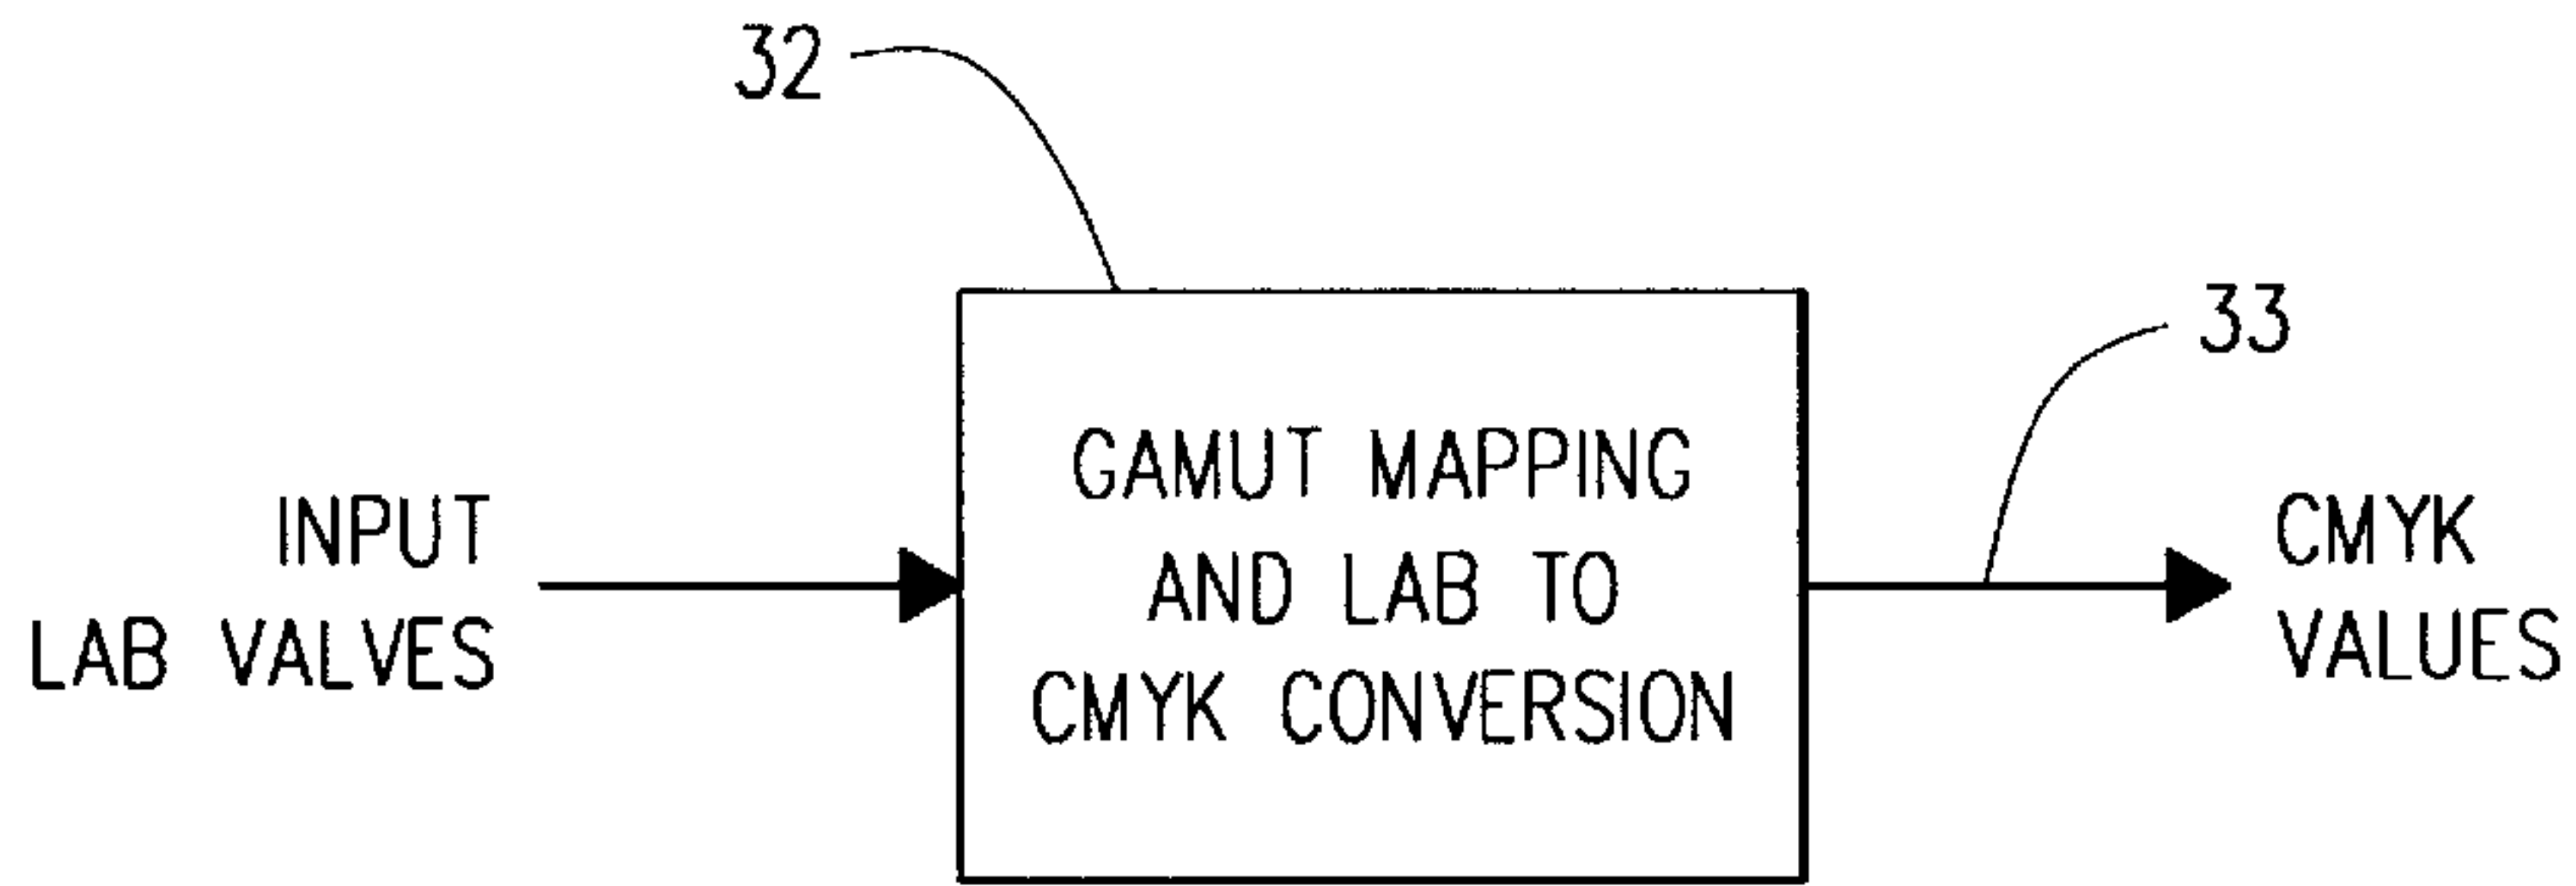 32
33
INPUT
LAB VALVES
GAMUT MAPPING
AND LAB TO
CMYK CONVERSION
CMYK
VALUES